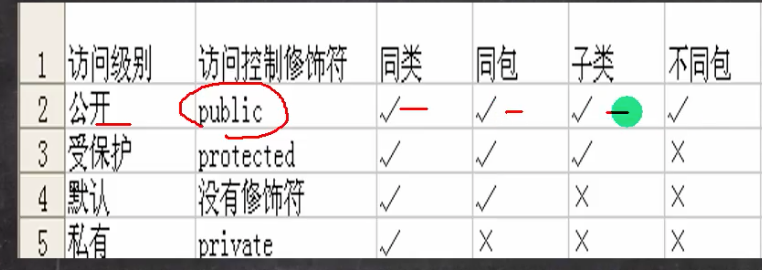 1 访问级别 访问控制修饰符 同类 同包 子类 不同包
2 公开 public ✓ ✓ ✓ ✓
3 受保护 protected ✓ ✓ ✓ ×
4 默认 没有修饰符 ✓ ✓ × ×
5 私有 private ✓ × × ×